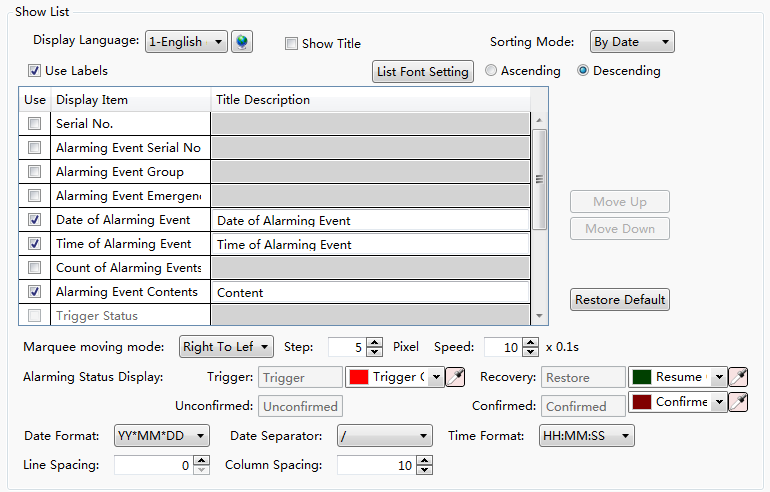 Show List
Display Language: 1-English Show Title Sorting Mode: By Date
Use Labels List Font Setting Ascending Descending
Use Display Item Title Description
Serial No.
Alarming Event Serial No
Alarming Event Group
Alarming Event Emergenc
Date of Alarming Event Date of Alarming Event
Time of Alarming Event Time of Alarming Event
Count of Alarming Events
Alarming Event Contents Content
Trigger Status
Move Up
Move Down
Restore Default
Marquee moving mode: Right To Lef Step: 5 Pixel Speed: 10 x 0.1s
Alarming Status Display: Trigger: Trigger Trigger C Recovery: Restore Resume
Unconfirmed: Unconfirmed Confirmed: Confirmed Confirme
Date Format: YY*MM*DD Date Separator: / Time Format: HH:MM:SS
Line Spacing: 0 Column Spacing: 10